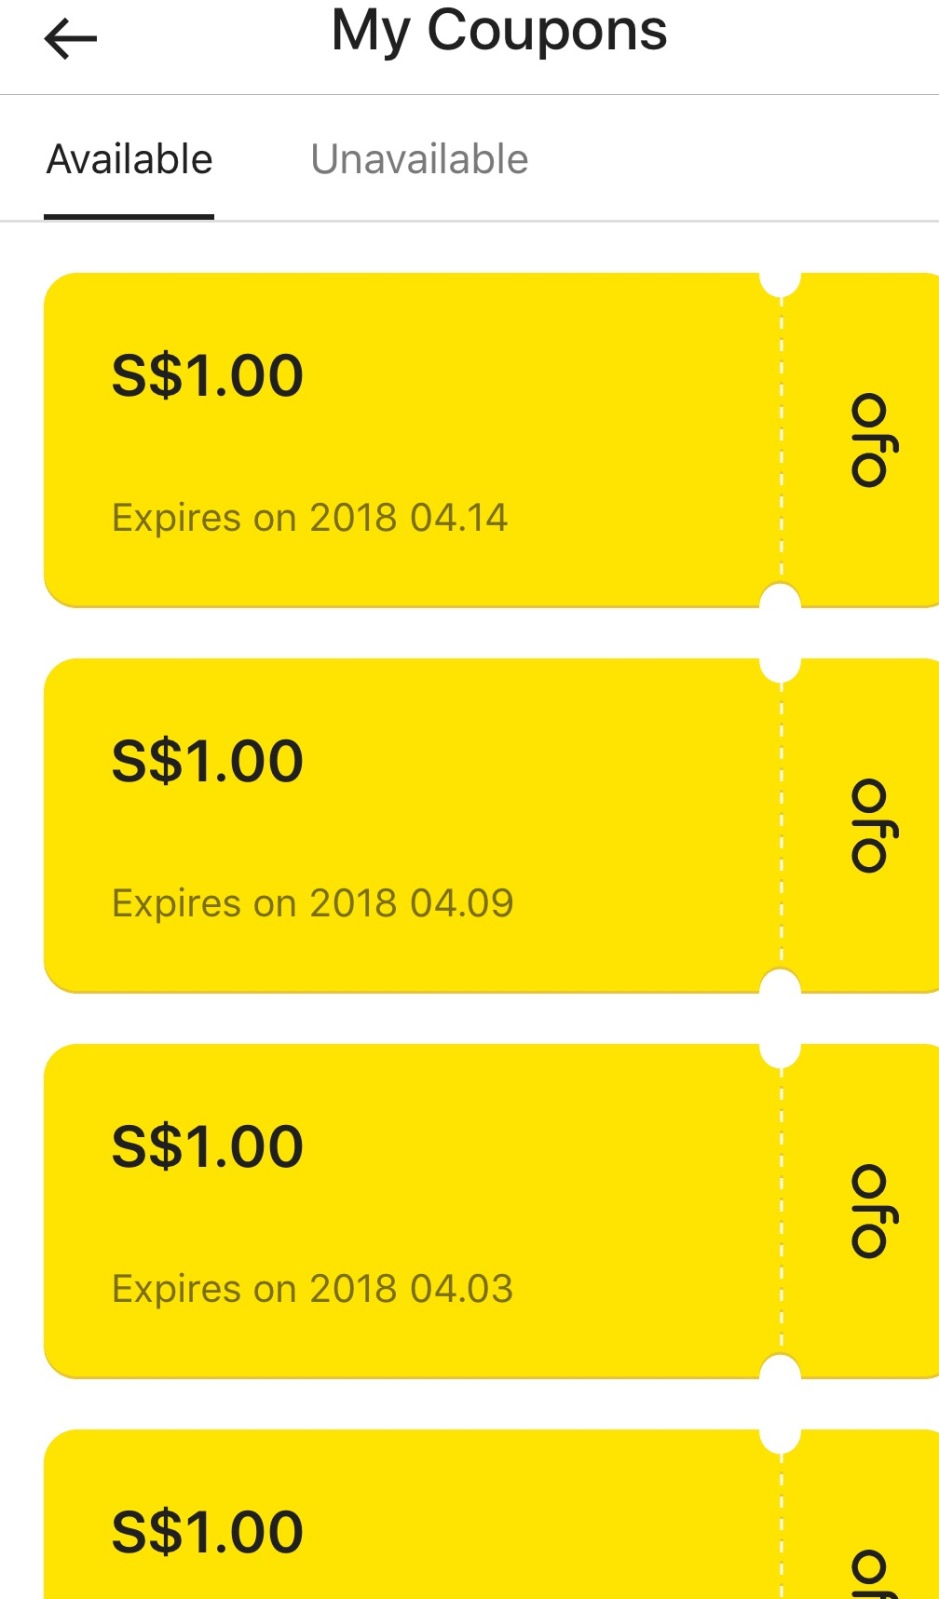 My Coupons
Available Unavailable
S$1.00
ofo
Expires on 2018 04.14
S$1.00
ofo
Expires on 2018 04.09
S$1.00
ofo
Expires on 2018 04.03
S$1.00